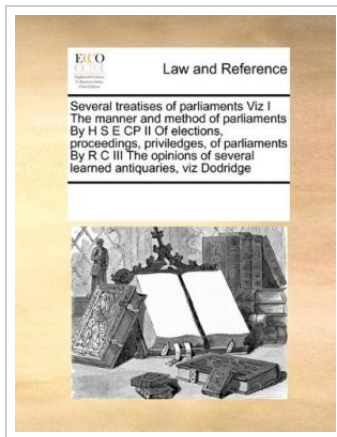 ECCO
Law and Reference
Several treatises of parliaments Viz I
The manner and method of parliaments
By H S E CP II Of elections,
proceedings, priviledges, of parliaments
By R C III The opinions of several
learned antiquaries, viz Dodridge